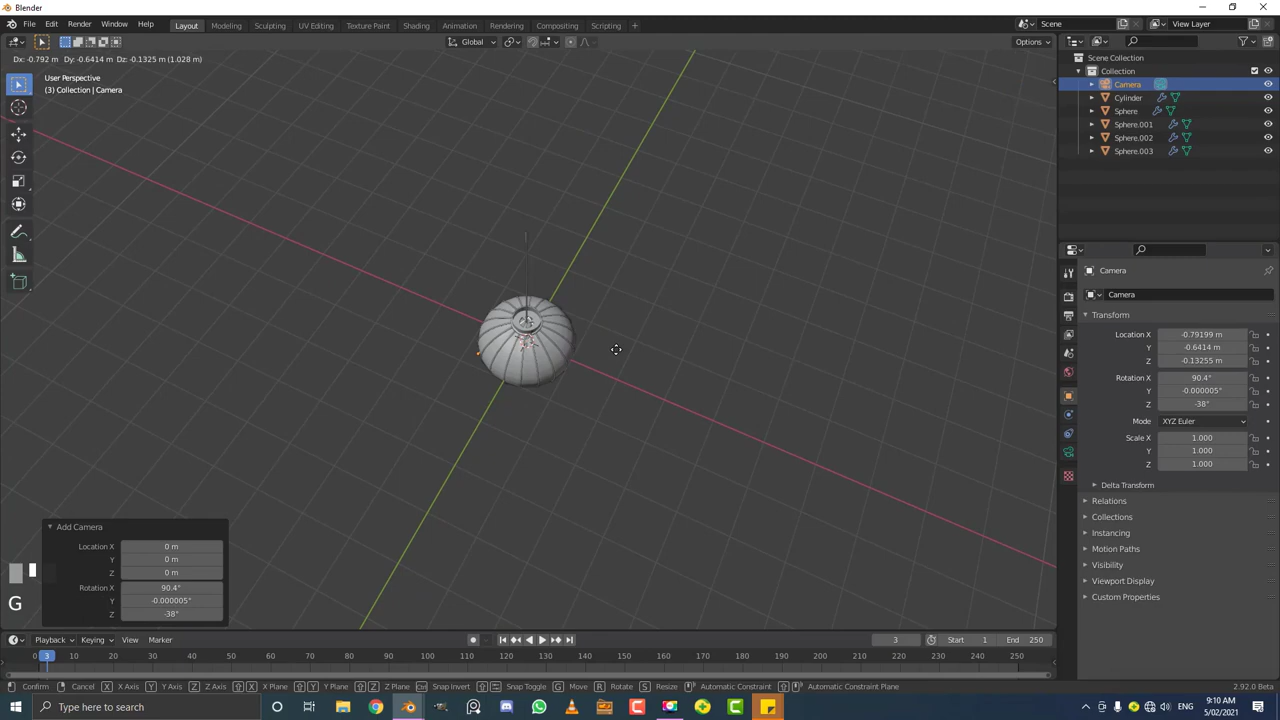 Blender
File Edit Render Window Help
Layout Modeling Sculpting UV Editing Texture Paint Shading Animation Rendering Compositing Scripting +
Scene View Layer
Global
Options
Dx: -0.792 m Dy: -0.6414 m Dz: -0.1325 m (1.028 m)
User Perspective
(3) Collection | Camera
Scene Collection
Collection
Camera
Cylinder
Sphere
Sphere.001
Sphere.002
Sphere.003
Camera
Camera
Transform
Location X -0.79199 m
Y -0.6414 m
Z -0.13255 m
Rotation X 90.4°
Y -0.000005°
Z -38°
Mode XYZ Euler
Scale X 1.000
Y 1.000
Z 1.000
Delta Transform
Relations
Collections
Instancing
Motion Paths
Visibility
Viewport Display
Custom Properties
Add Camera
Location X 0 m
Y 0 m
Z 0 m
Rotation X 90.4°
Y -0.000005°
Z -38°
G
Playback Keying View Marker
3 Start 1 End 250
0 3 10 20 30 40 50 60 70 80 90 100 110 120 130 140 150 160 170 180 190 200 210 220 230 240 250
Confirm Cancel X X Axis Y Y Axis Z Z Axis X X Plane Y Y Plane Z Z Plane Ctrl Snap Invert Snap Toggle G Move R Rotate S Resize Automatic Constraint Automatic Constraint Plane 2.92.0 Beta
Type here to search
ENG
9:10 AM
5/02/2021